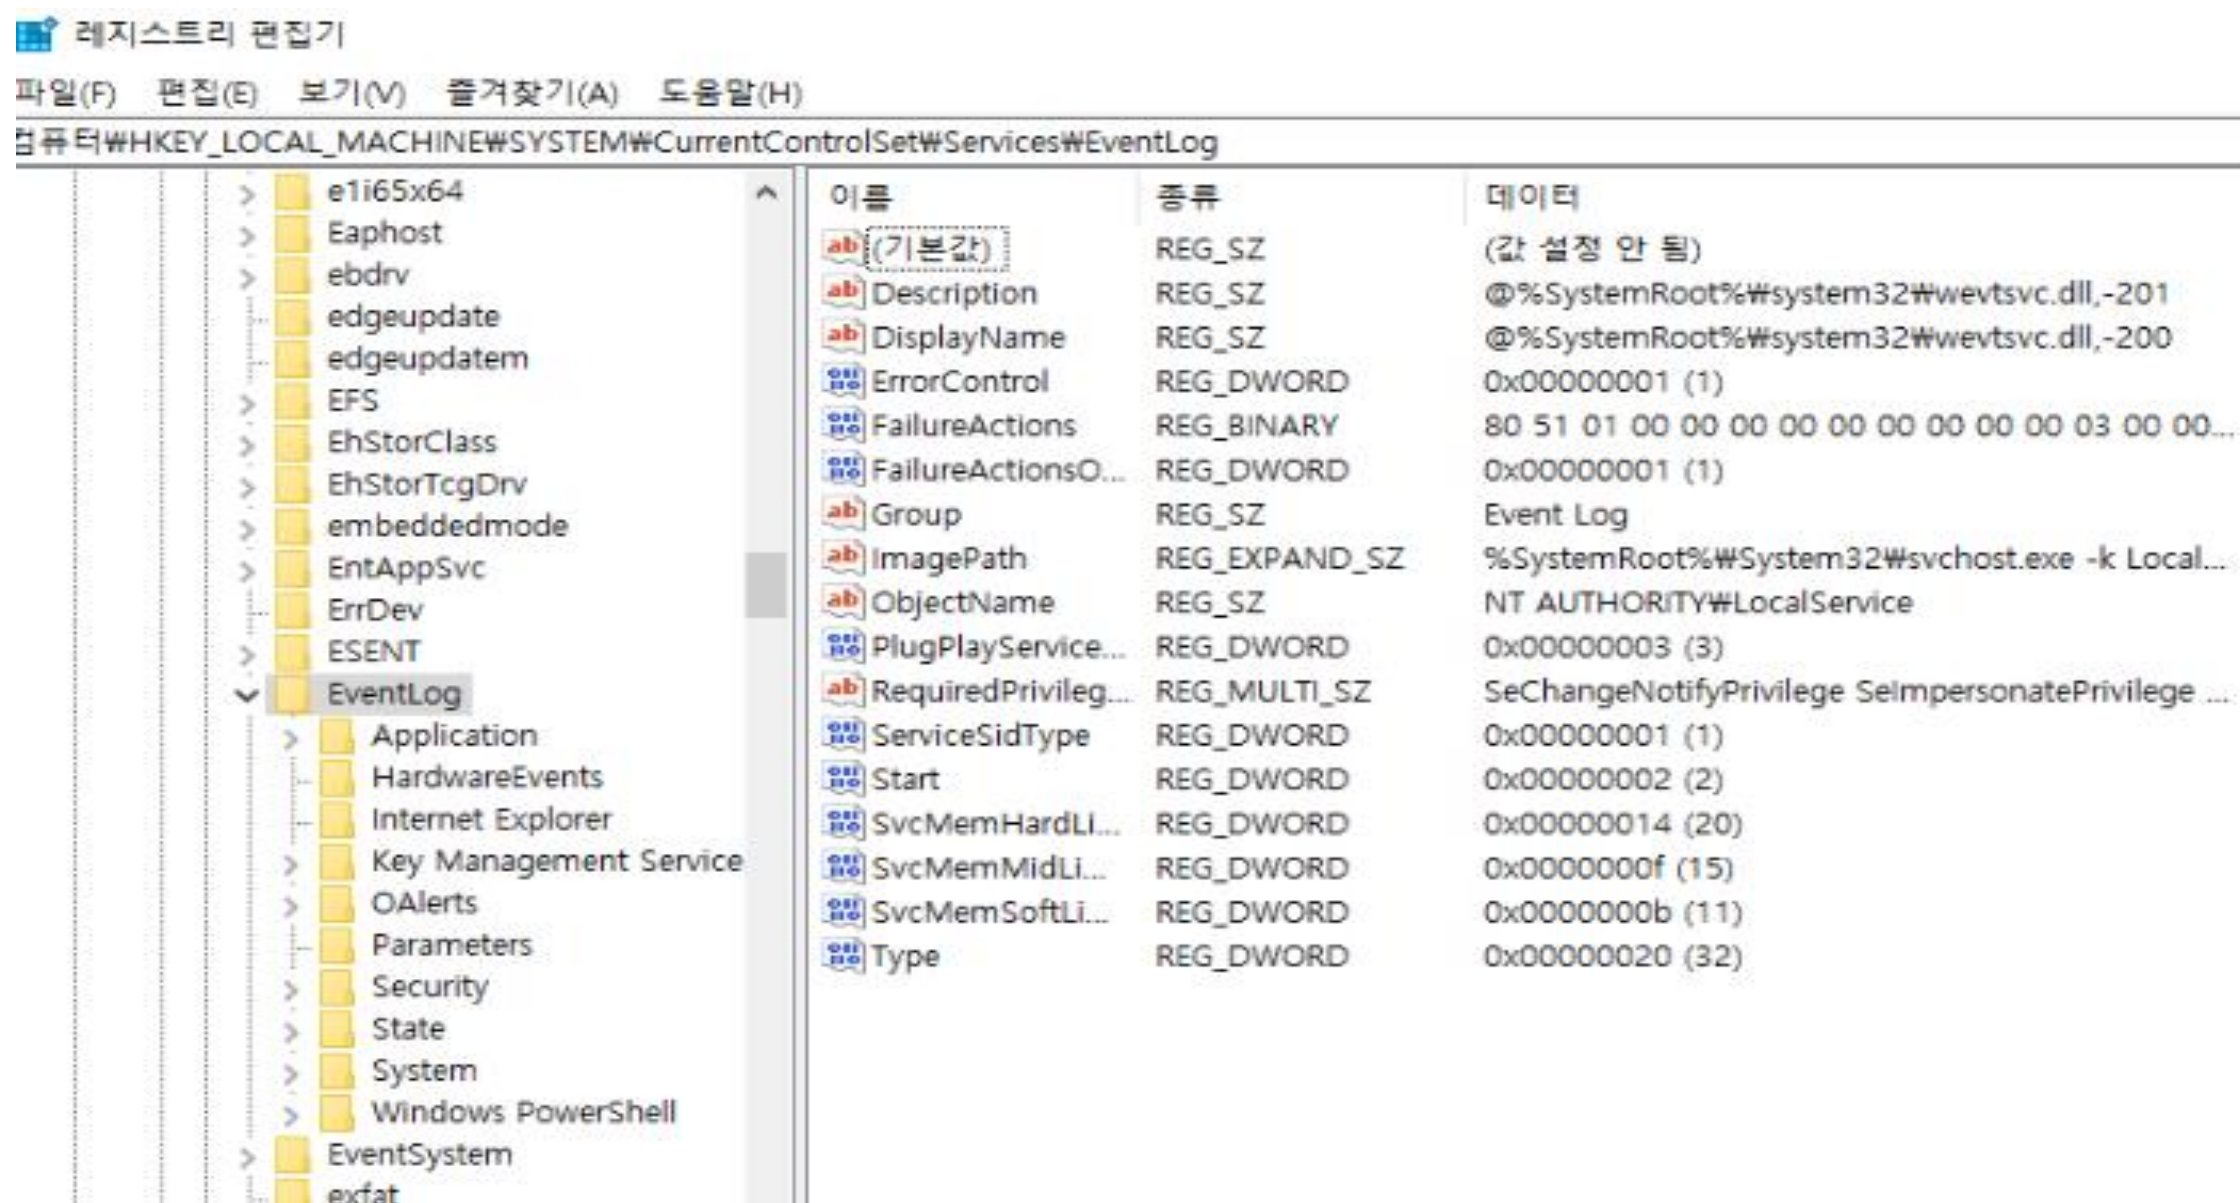 레지스트리 편집기
파일(F) 편집(E) 보기(V) 즐겨찾기(A) 도움말(H)
컴퓨터₩HKEY_LOCAL_MACHINE₩SYSTEM₩CurrentControlSet₩Services₩EventLog
e1i65x64
Eaphost
ebdrv
edgeupdate
edgeupdatem
EFS
EhStorClass
EhStorTcgDrv
embeddedmode
EntAppSvc
ErrDev
ESENT
EventLog
Application
HardwareEvents
Internet Explorer
Key Management Service
OAlerts
Parameters
Security
State
System
Windows PowerShell
EventSystem
exfat
이름 종류 데이터
(기본값) REG_SZ (값 설정 안 됨)
Description REG_SZ @%SystemRoot%₩system32₩wevtsvc.dll,-201
DisplayName REG_SZ @%SystemRoot%₩system32₩wevtsvc.dll,-200
ErrorControl REG_DWORD 0x00000001 (1)
FailureActions REG_BINARY 80 51 01 00 00 00 00 00 00 00 00 00 03 00 00...
FailureActionsO... REG_DWORD 0x00000001 (1)
Group REG_SZ Event Log
ImagePath REG_EXPAND_SZ %SystemRoot%₩System32₩svchost.exe -k Local...
ObjectName REG_SZ NT AUTHORITY₩LocalService
PlugPlayService... REG_DWORD 0x00000003 (3)
RequiredPrivileg... REG_MULTI_SZ SeChangeNotifyPrivilege SeImpersonatePrivilege ...
ServiceSidType REG_DWORD 0x00000001 (1)
Start REG_DWORD 0x00000002 (2)
SvcMemHardLi... REG_DWORD 0x00000014 (20)
SvcMemMidLi... REG_DWORD 0x0000000f (15)
SvcMemSoftLi... REG_DWORD 0x0000000b (11)
Type REG_DWORD 0x00000020 (32)